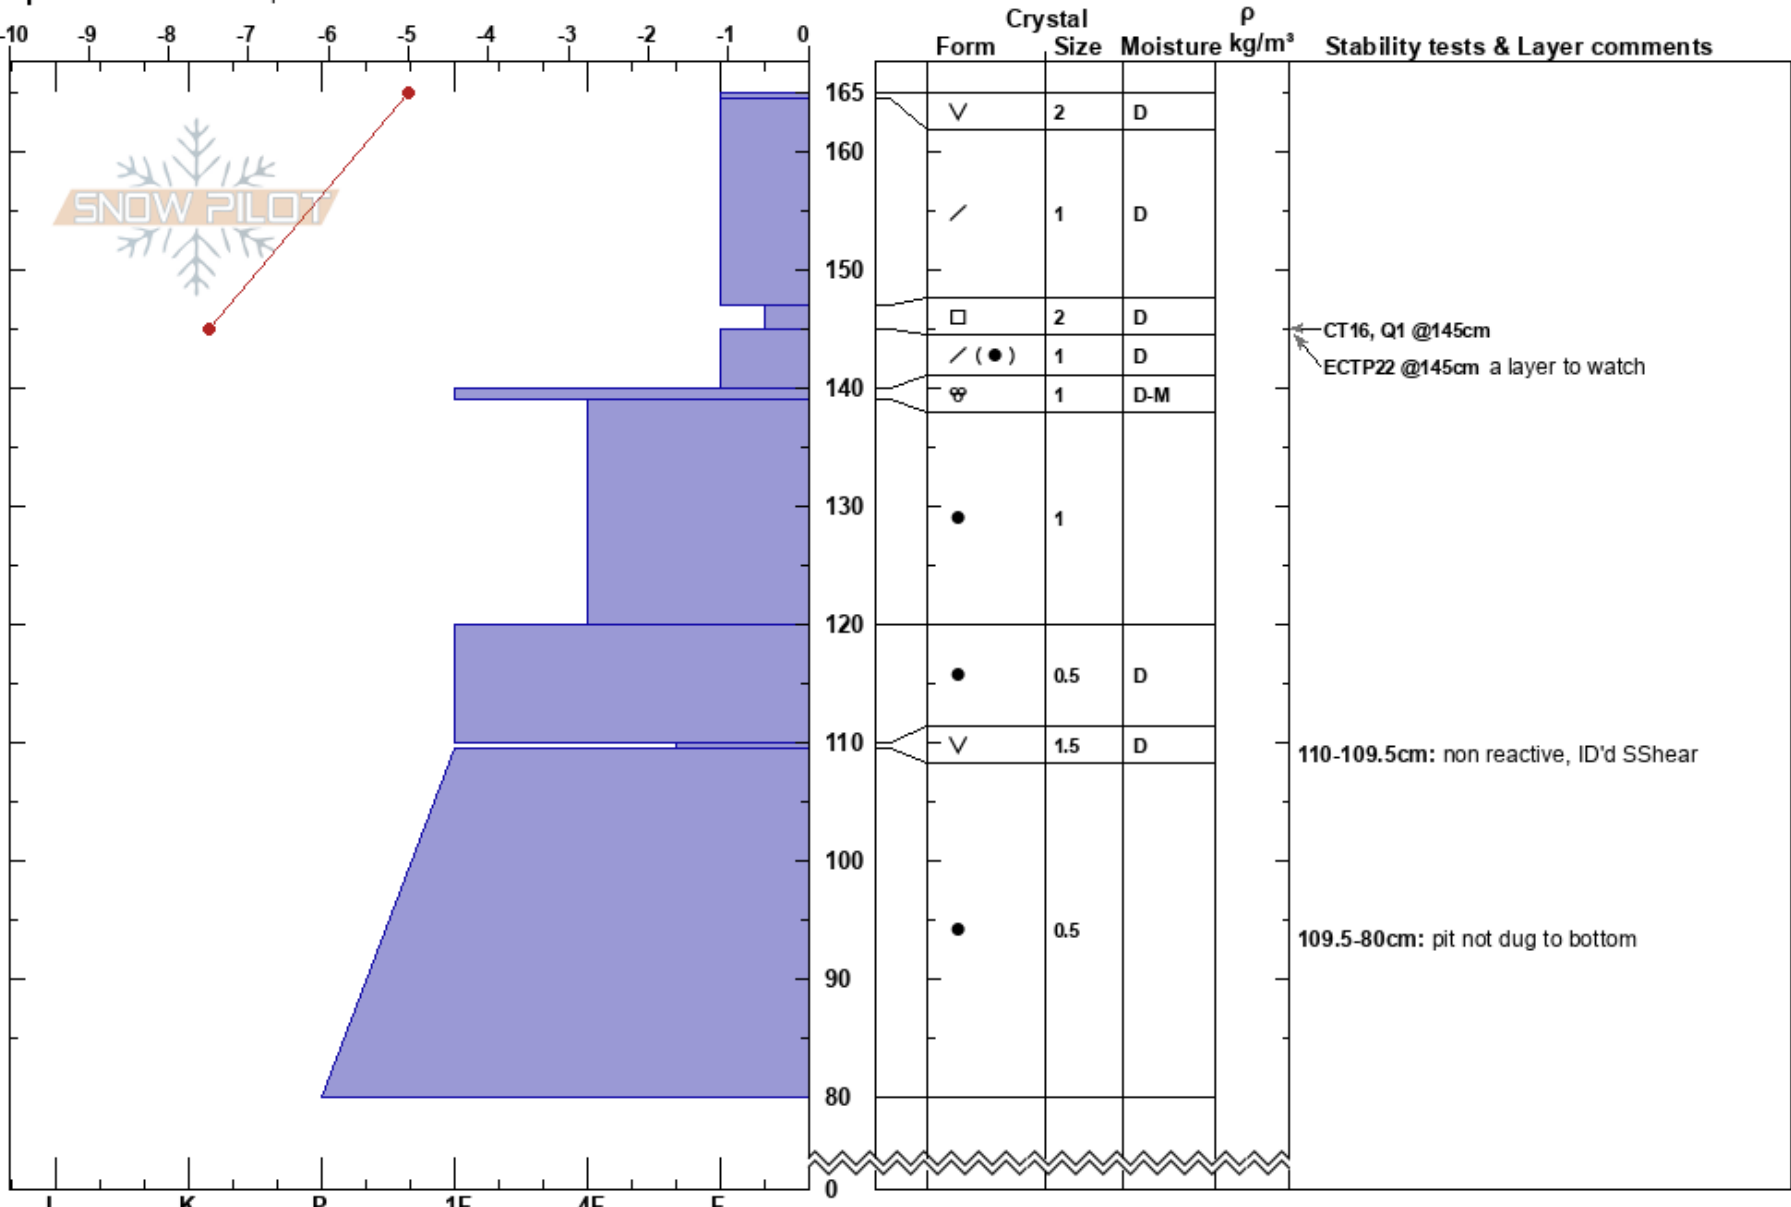 Crystal ρ
-10 -9 -8 -7 -6 -5 -4 -3 -2 -1 0 Form Size Moisture kg/m³ Stability tests & Layer comments
165
2 D
160
SNOW PILOT
1 D
150
2 D
CT16, Q1 @145cm
( ● ) 1 D
ECTP22 @145cm a layer to watch
140
1 D-M
130
1
120
0.5 D
110
1.5 D
110-109.5cm: non reactive, ID'd SShear
100
0.5
109.5-80cm: pit not dug to bottom
90
80
0
I K P 1F 4F F